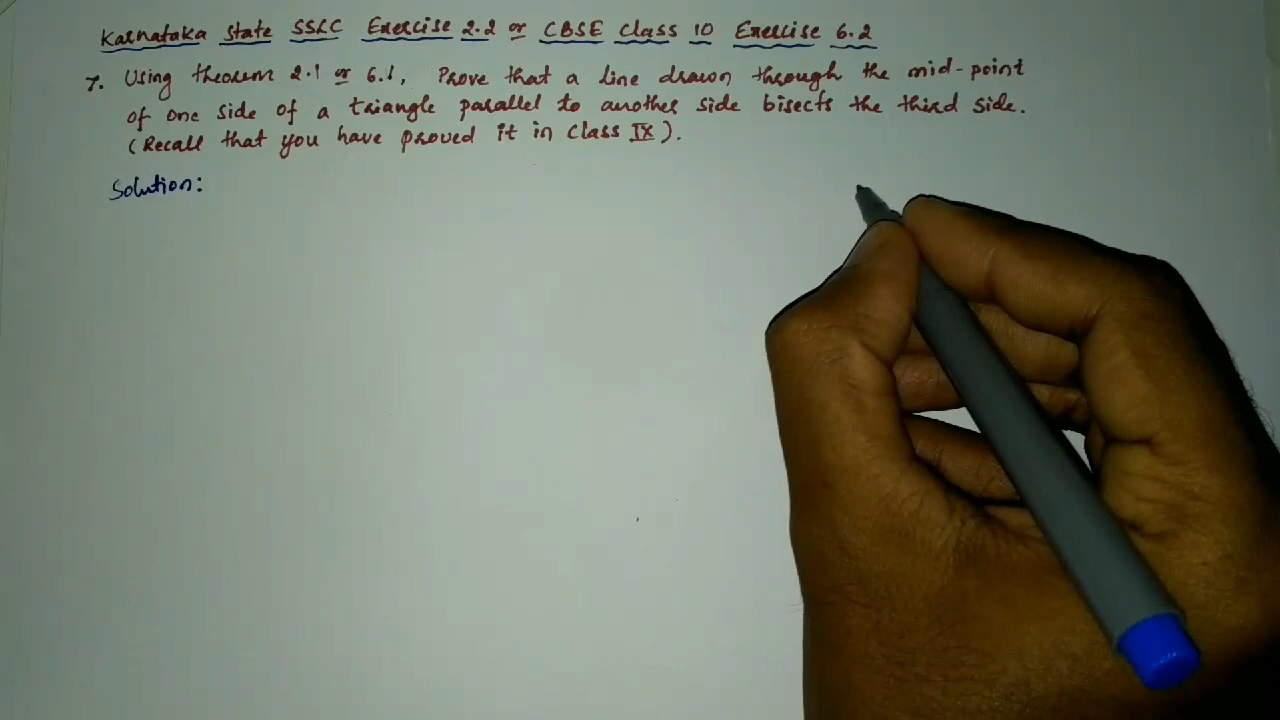 Karnataka State SSLC Exercise 2.2 or CBSE Class 10 Exercise 6.2
7. Using theorem 2.1 or 6.1, Prove that a line drawn through the mid-point
of one side of a triangle parallel to another side bisects the third side.
(Recall that you have proved it in Class IX).
Solution: